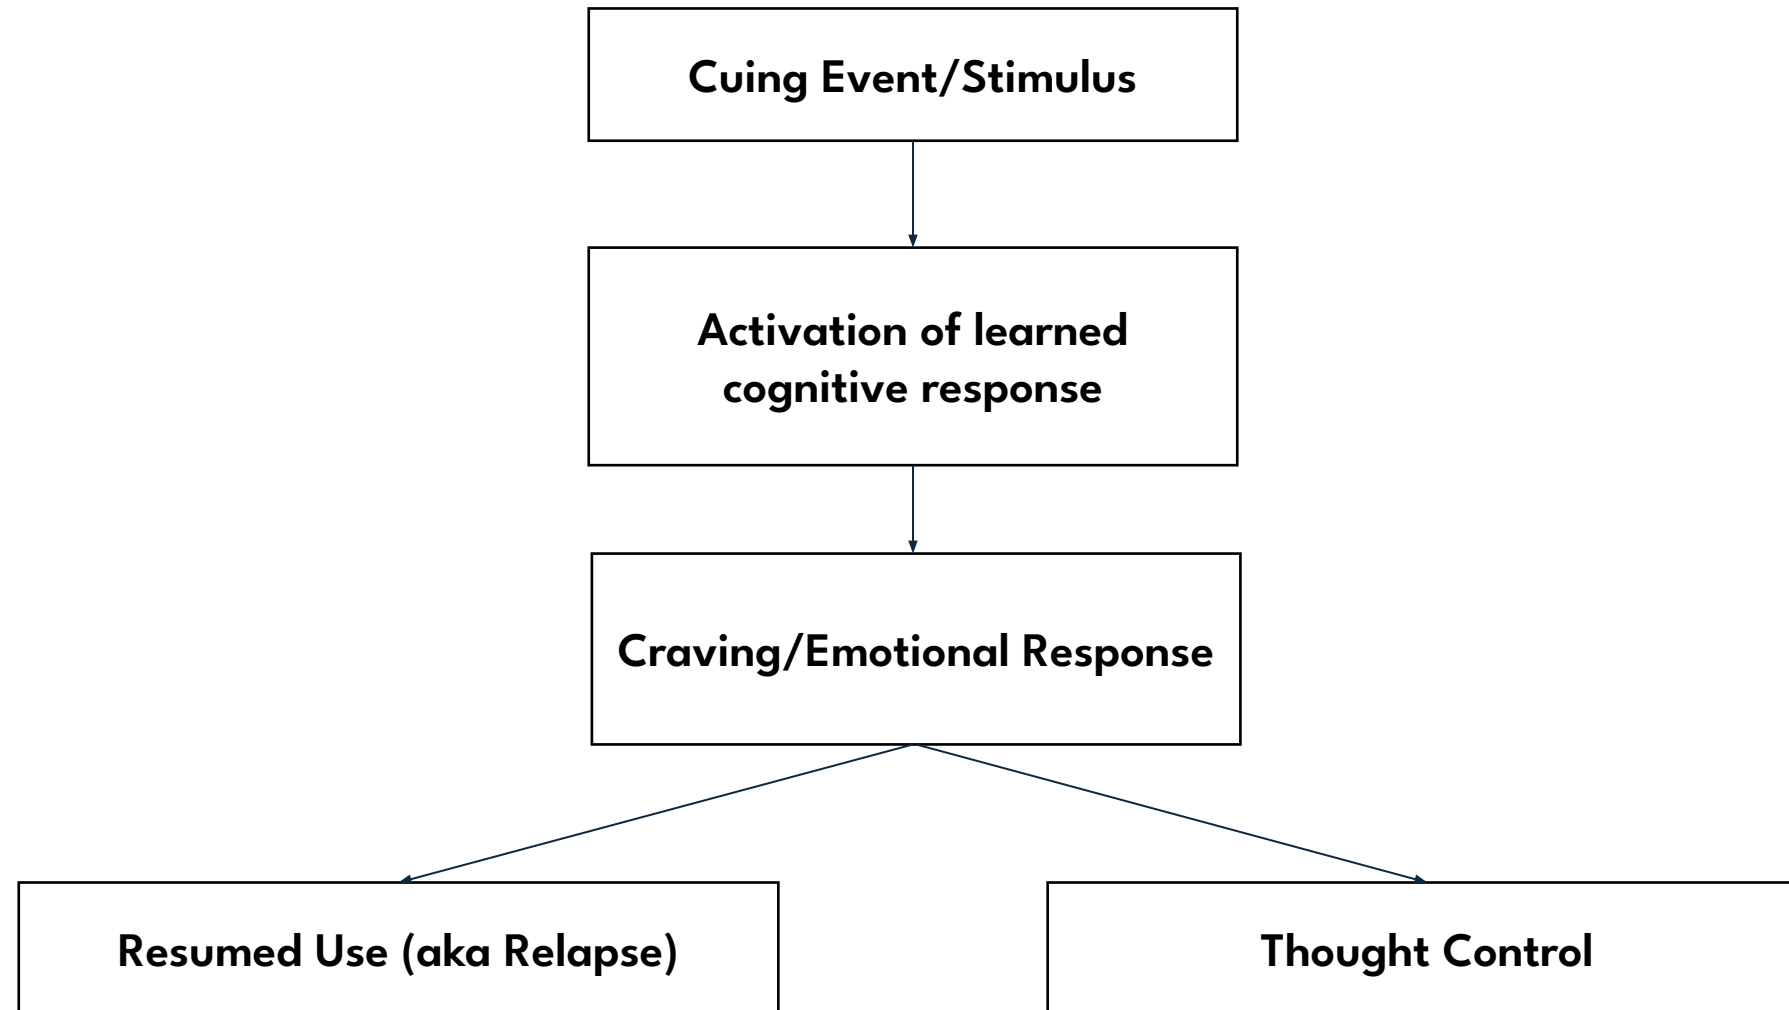 Cuing Event/Stimulus
Activation of learned
cognitive response
Craving/Emotional Response
Resumed Use (aka Relapse)
Thought Control